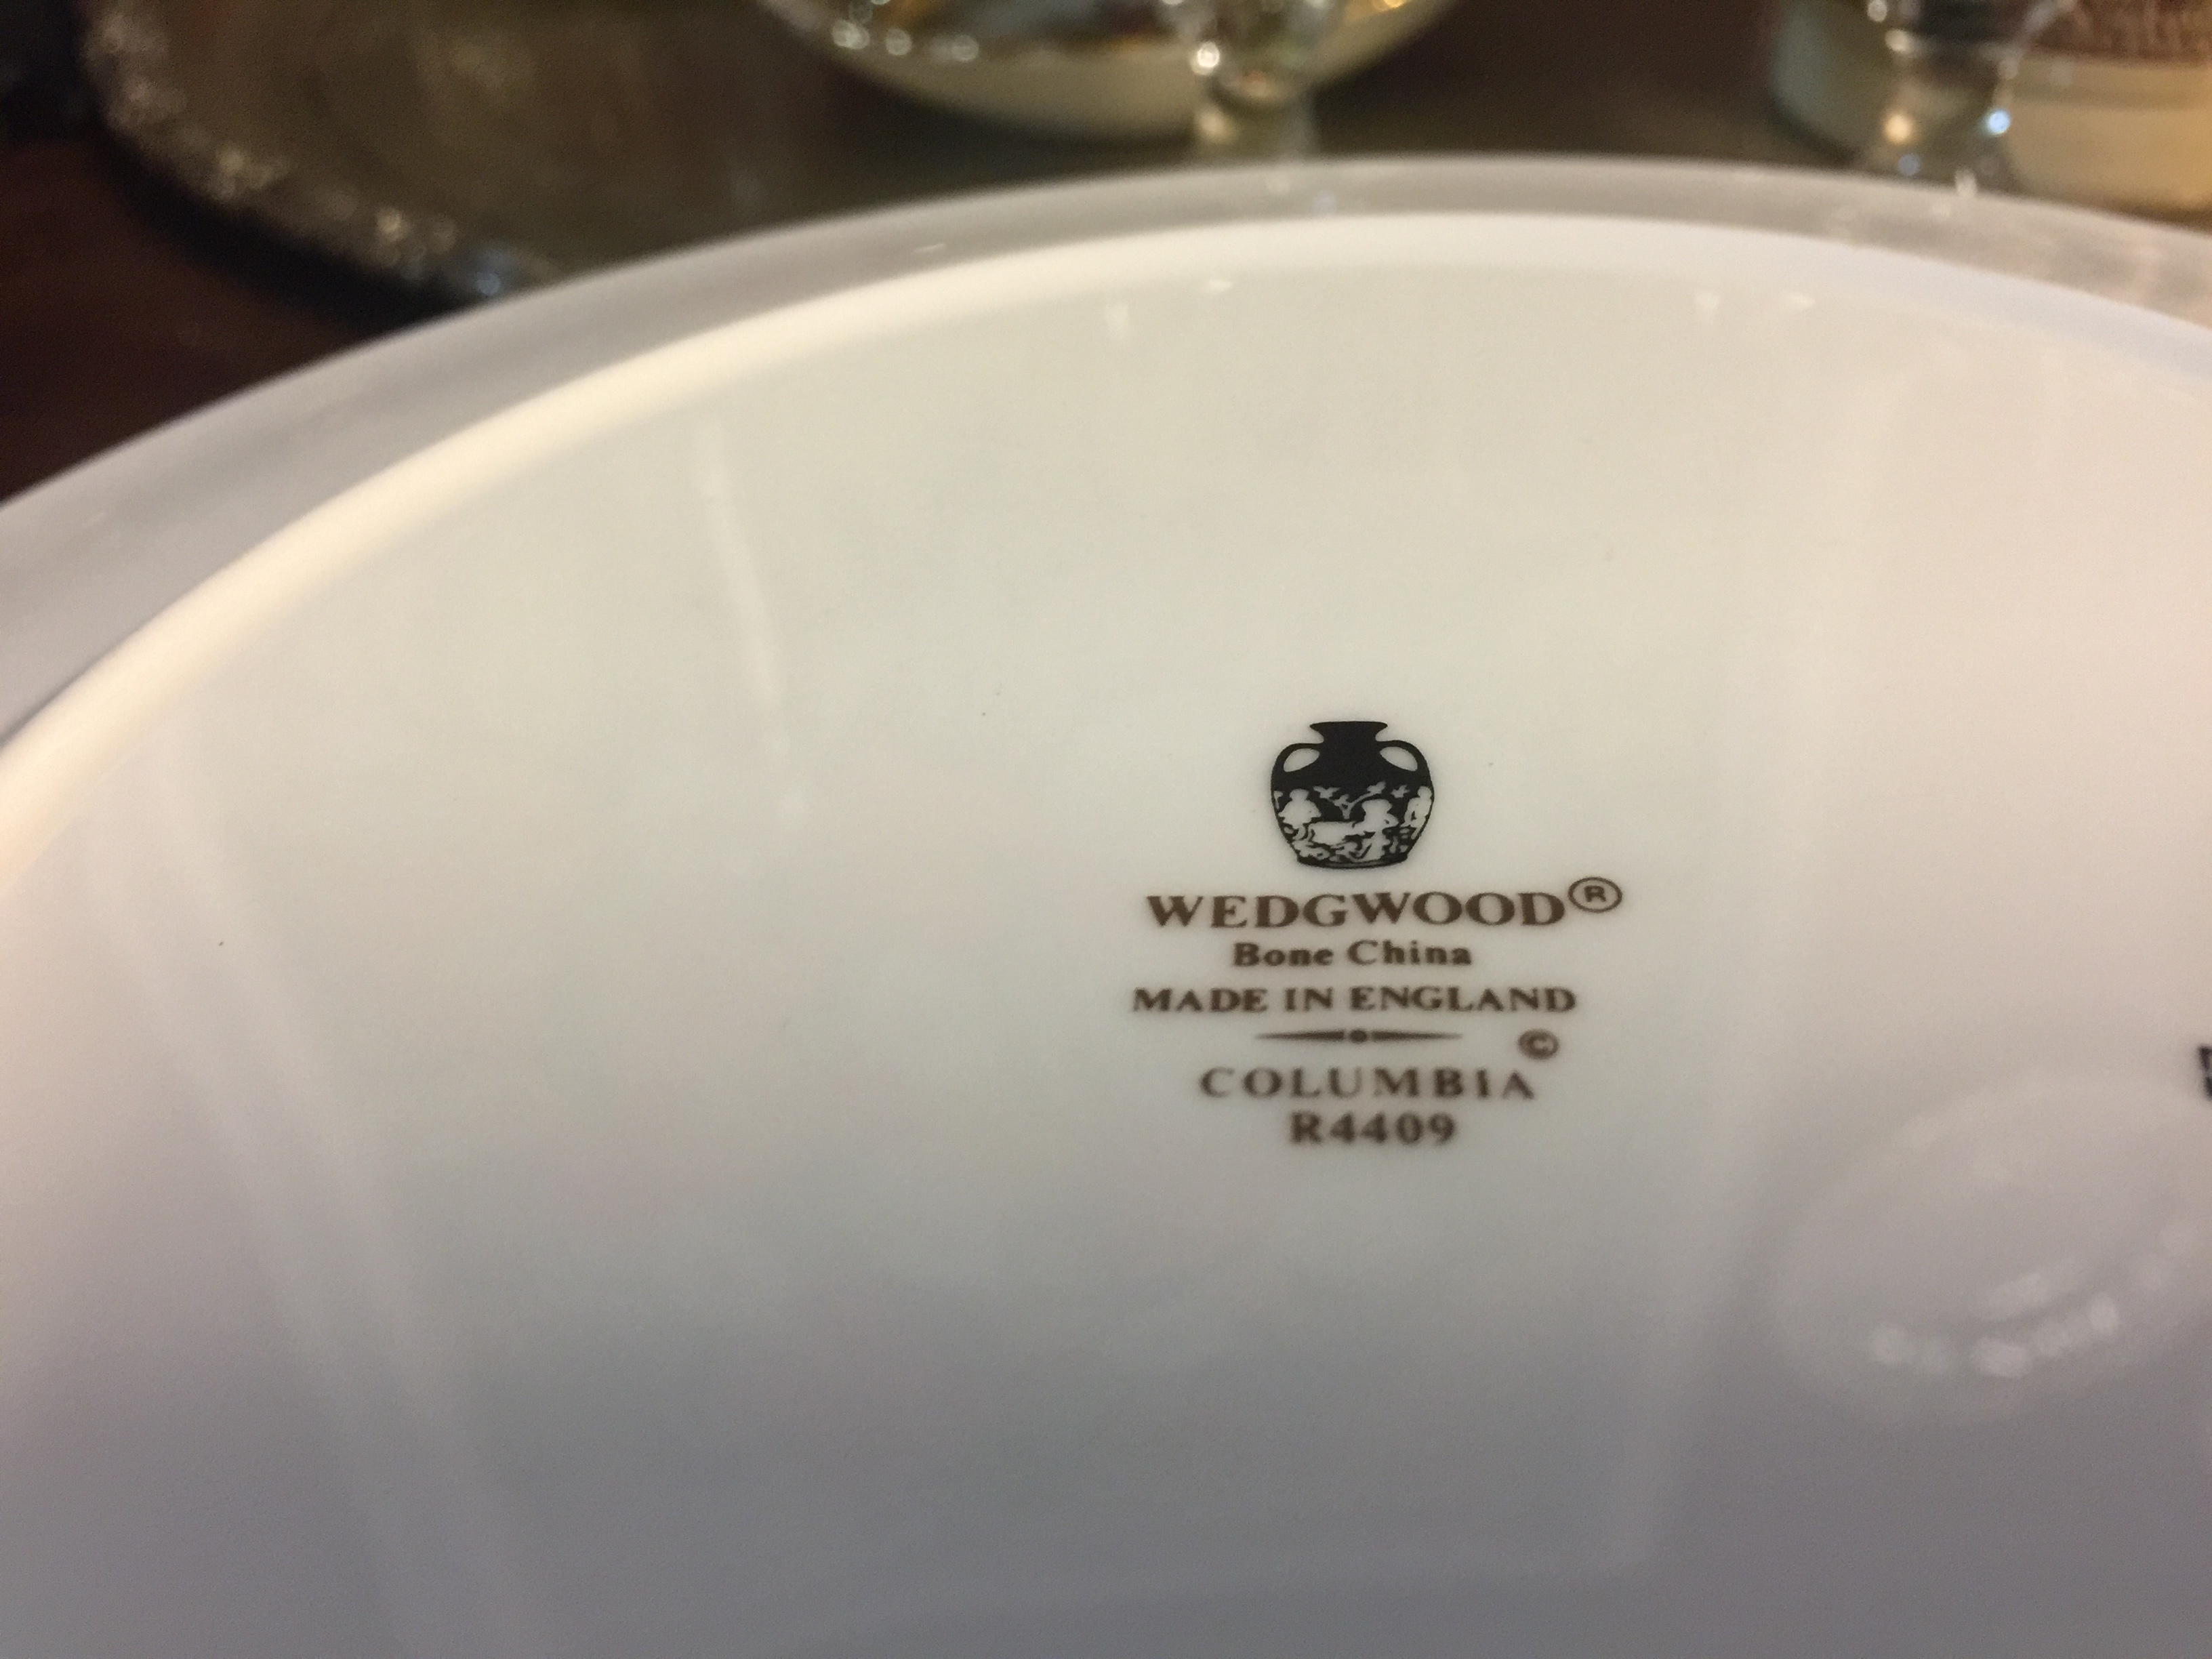 WEDGWOOD®
Bone China
MADE IN ENGLAND
©
COLUMBIA
R4409